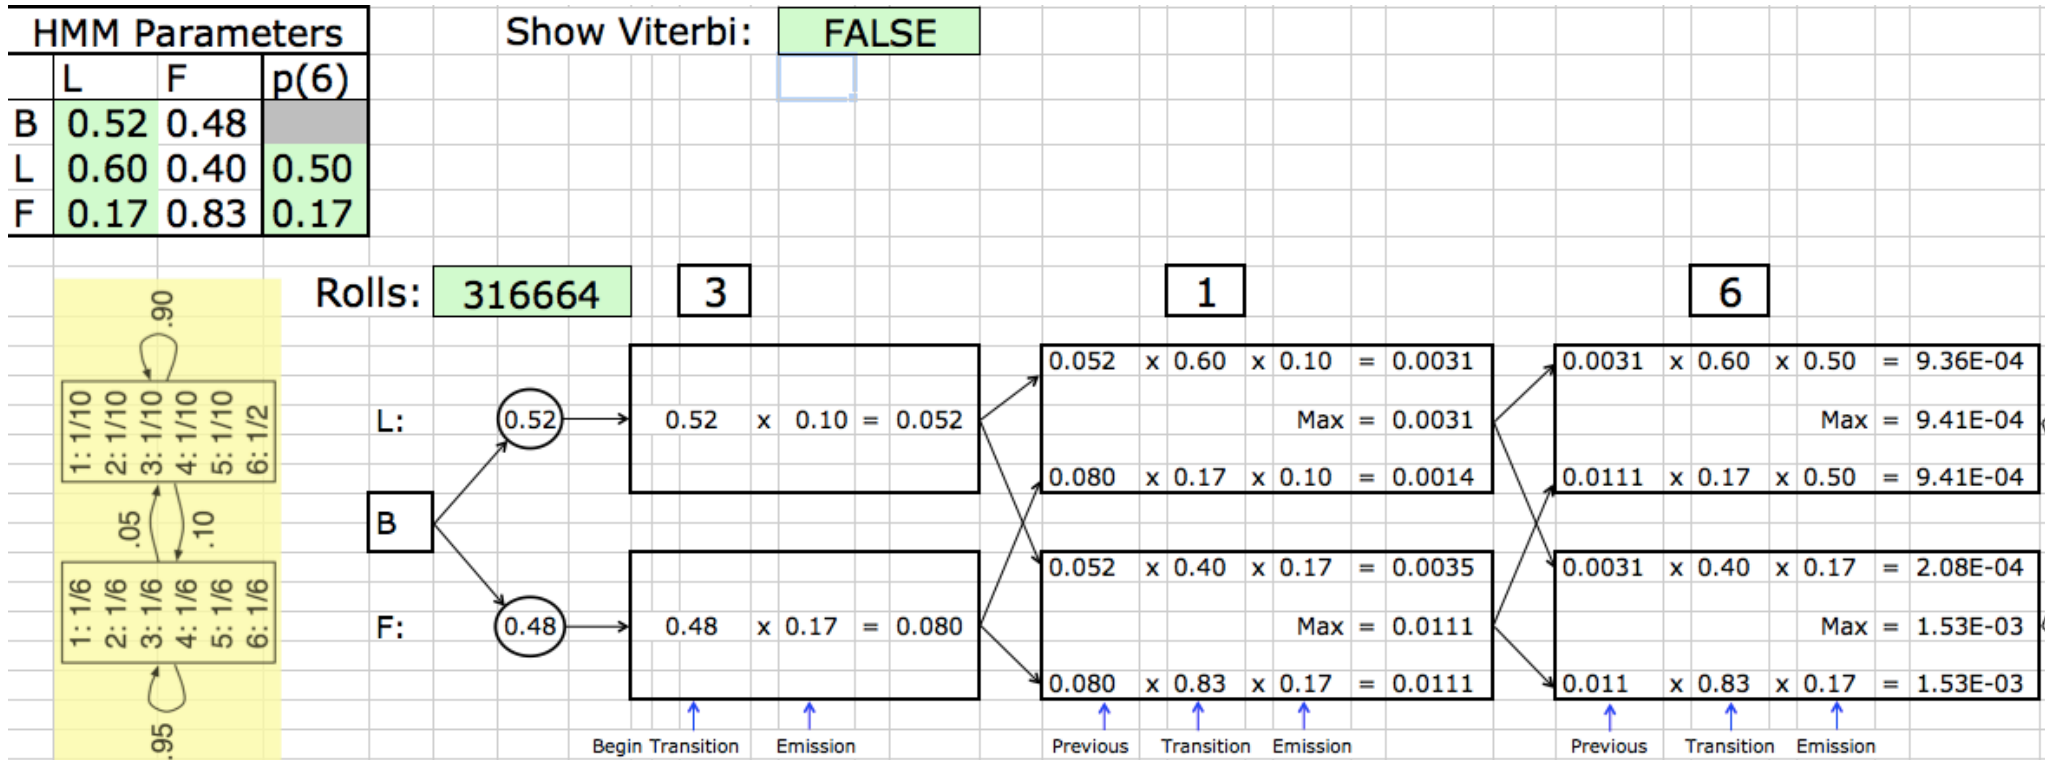 HMM Parameters
Show Viterbi: FALSE
L F p(6)
B 0.52 0.48
L 0.60 0.40 0.50
F 0.17 0.83 0.17
Rolls: 316664 3 1 6
.90
1: 1/10
2: 1/10
3: 1/10
4: 1/10
5: 1/10
6: 1/2
.05
.10
1: 1/6
2: 1/6
3: 1/6
4: 1/6
5: 1/6
6: 1/6
.95
B
L: 0.52
0.52 x 0.10 = 0.052
0.052 x 0.60 x 0.10 = 0.0031
Max = 0.0031
0.080 x 0.17 x 0.10 = 0.0014
0.0031 x 0.60 x 0.50 = 9.36E-04
Max = 9.41E-04
0.0111 x 0.17 x 0.50 = 9.41E-04
F: 0.48
0.48 x 0.17 = 0.080
0.052 x 0.40 x 0.17 = 0.0035
Max = 0.0111
0.080 x 0.83 x 0.17 = 0.0111
0.0031 x 0.40 x 0.17 = 2.08E-04
Max = 1.53E-03
0.011 x 0.83 x 0.17 = 1.53E-03
Begin Transition Emission
Previous Transition Emission
Previous Transition Emission